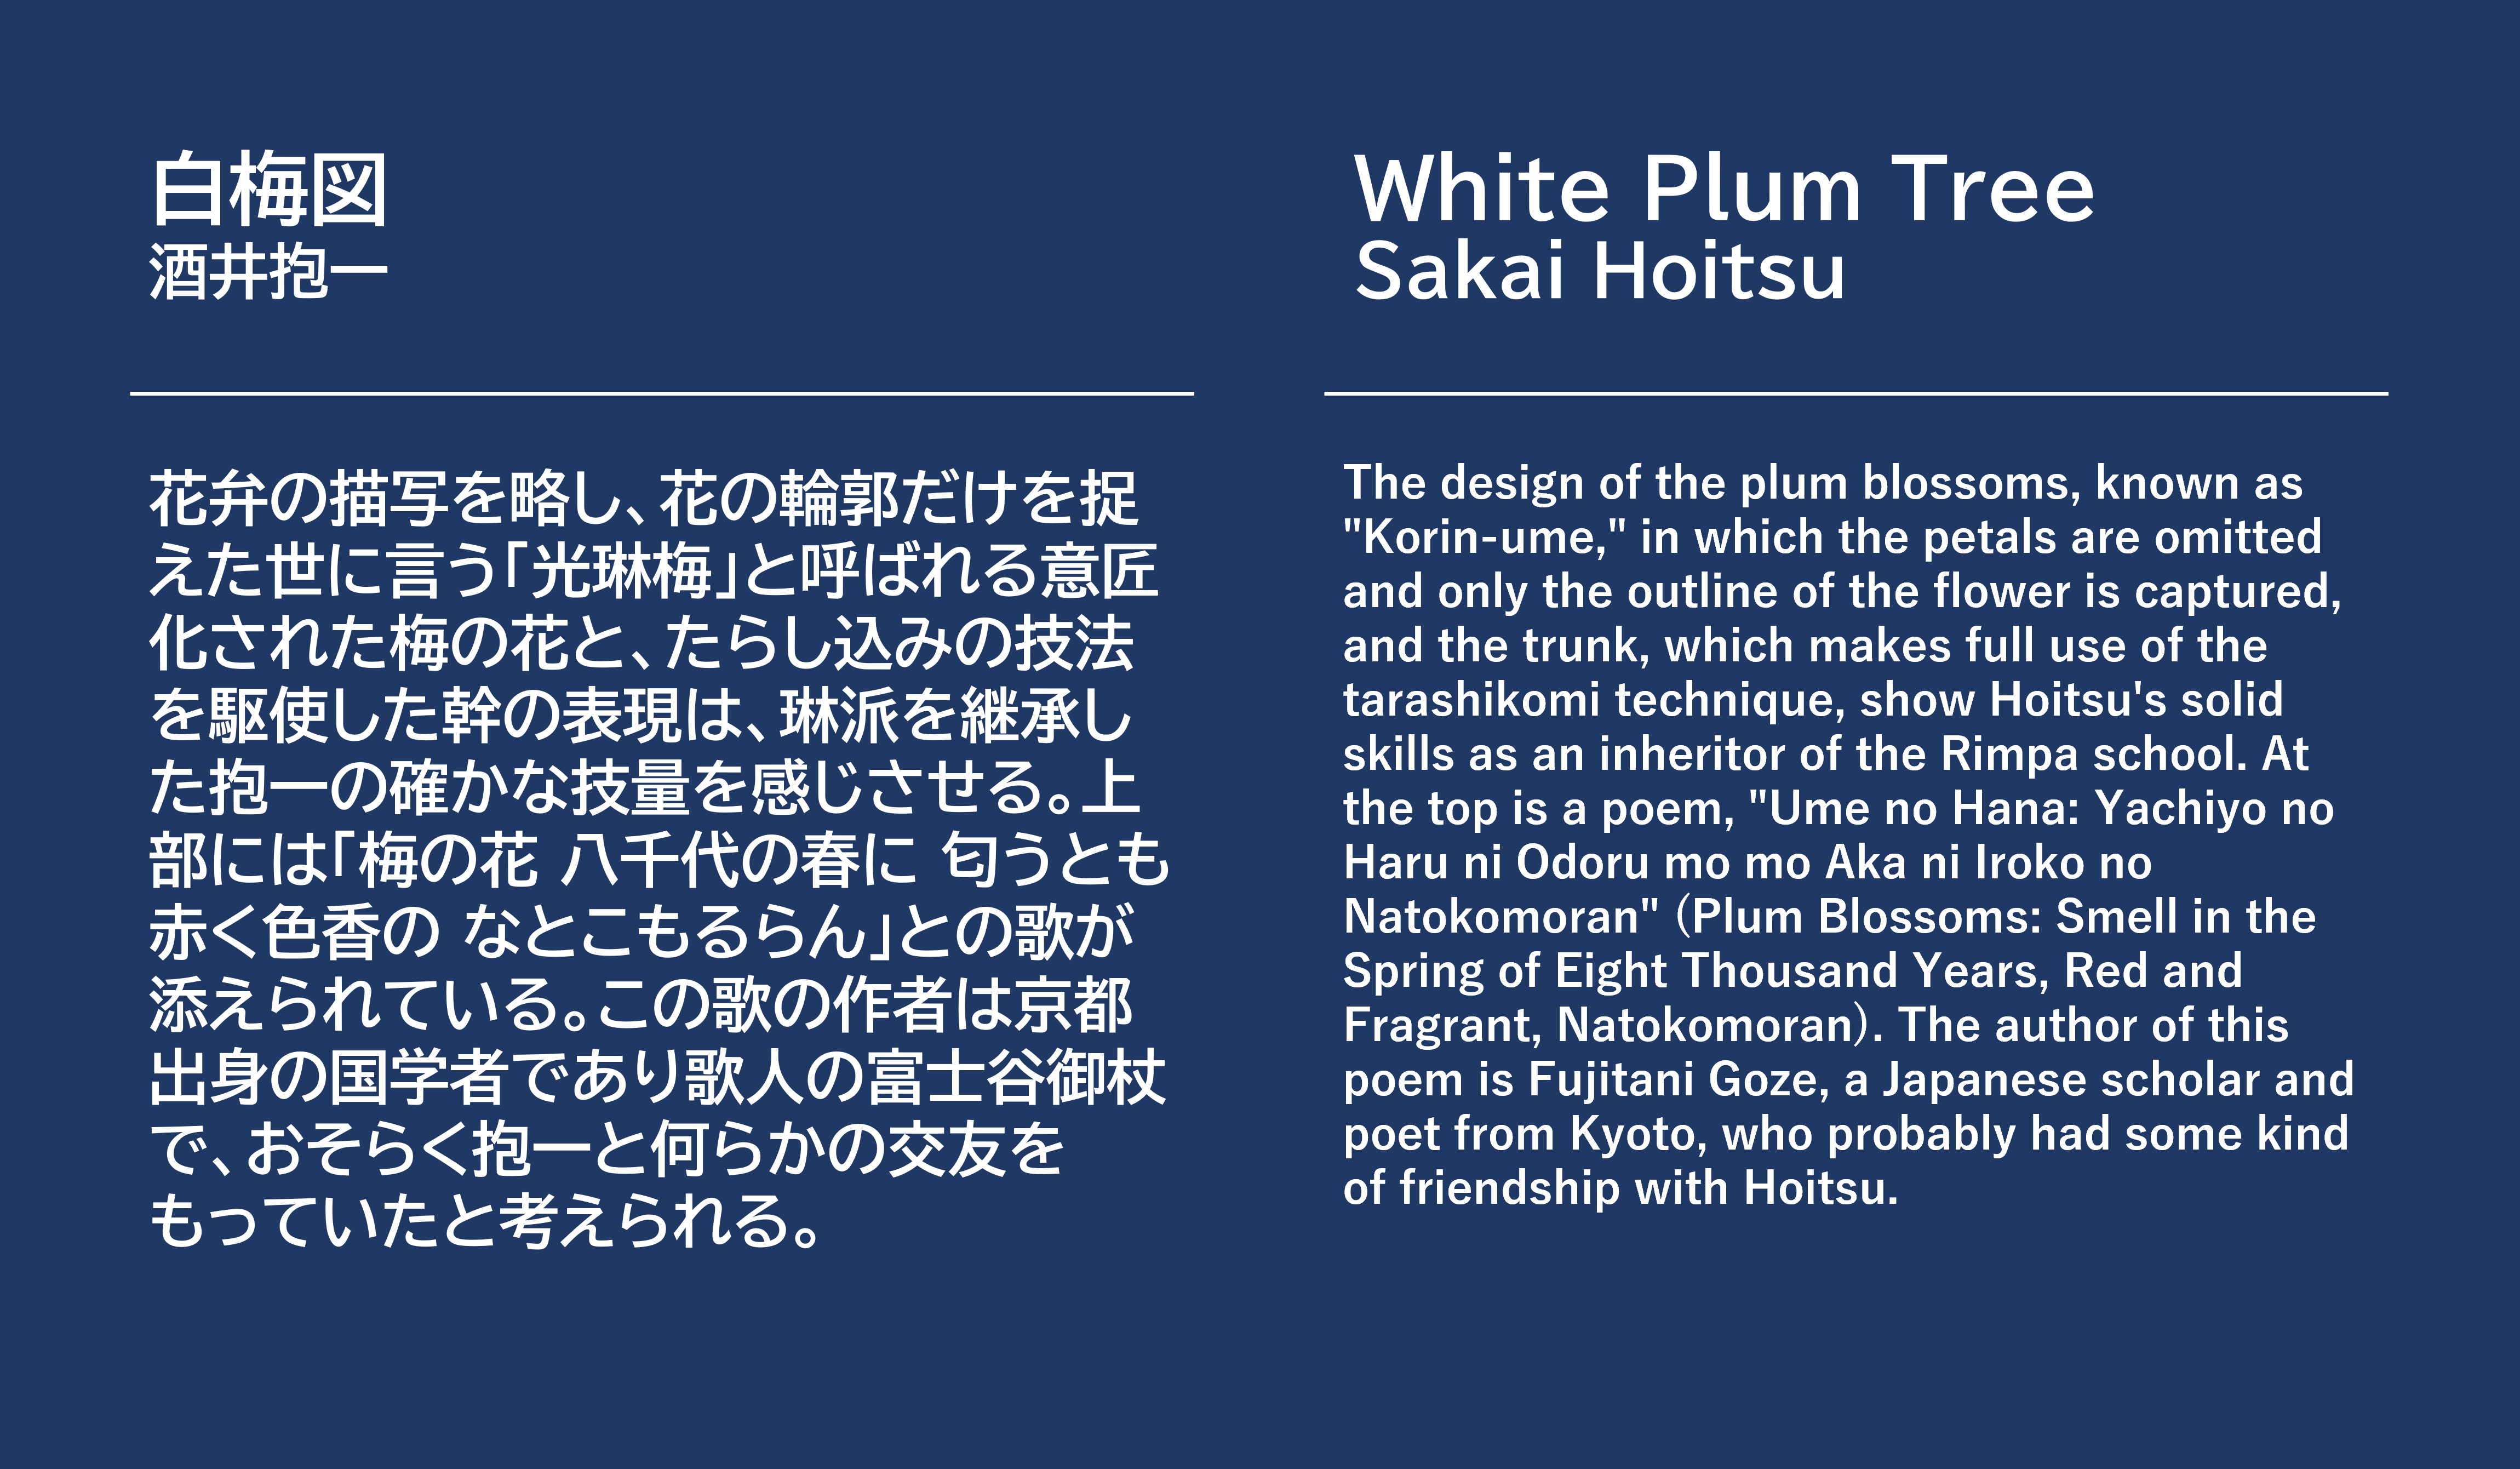 白梅図
酒井抱一
花弁の描写を略し、花の輪郭だけを捉
えた世に言う「光琳梅」と呼ばれる意匠
化された梅の花と、たらし込みの技法
を駆使した幹の表現は、琳派を継承し
た抱一の確かな技量を感じさせる。上
部には「梅の花 八千代の春に 匂うとも
赤く色香の なとこもるらん」との歌が
添えられている。この歌の作者は京都
出身の国学者であり歌人の富士谷御杖
で、おそらく抱一と何らかの交友を
もっていたと考えられる。
White Plum Tree
Sakai Hoitsu
The design of the plum blossoms, known as
"Korin-ume," in which the petals are omitted
and only the outline of the flower is captured,
and the trunk, which makes full use of the
tarashikomi technique, show Hoitsu's solid
skills as an inheritor of the Rimpa school. At
the top is a poem, "Ume no Hana: Yachiyo no
Haru ni Odoru mo mo Aka ni Iroko no
Natokomoran" (Plum Blossoms: Smell in the
Spring of Eight Thousand Years, Red and
Fragrant, Natokomoran). The author of this
poem is Fujitani Goze, a Japanese scholar and
poet from Kyoto, who probably had some kind
of friendship with Hoitsu.